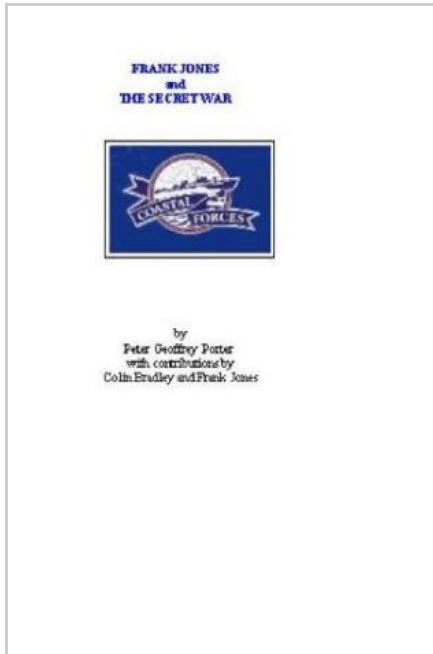 FRANK JONES
and
THE SECRET WAR
COASTAL FORCES
by
Peter Geoffrey Porter
with contributions by
Colin Bradley and Frank Jones